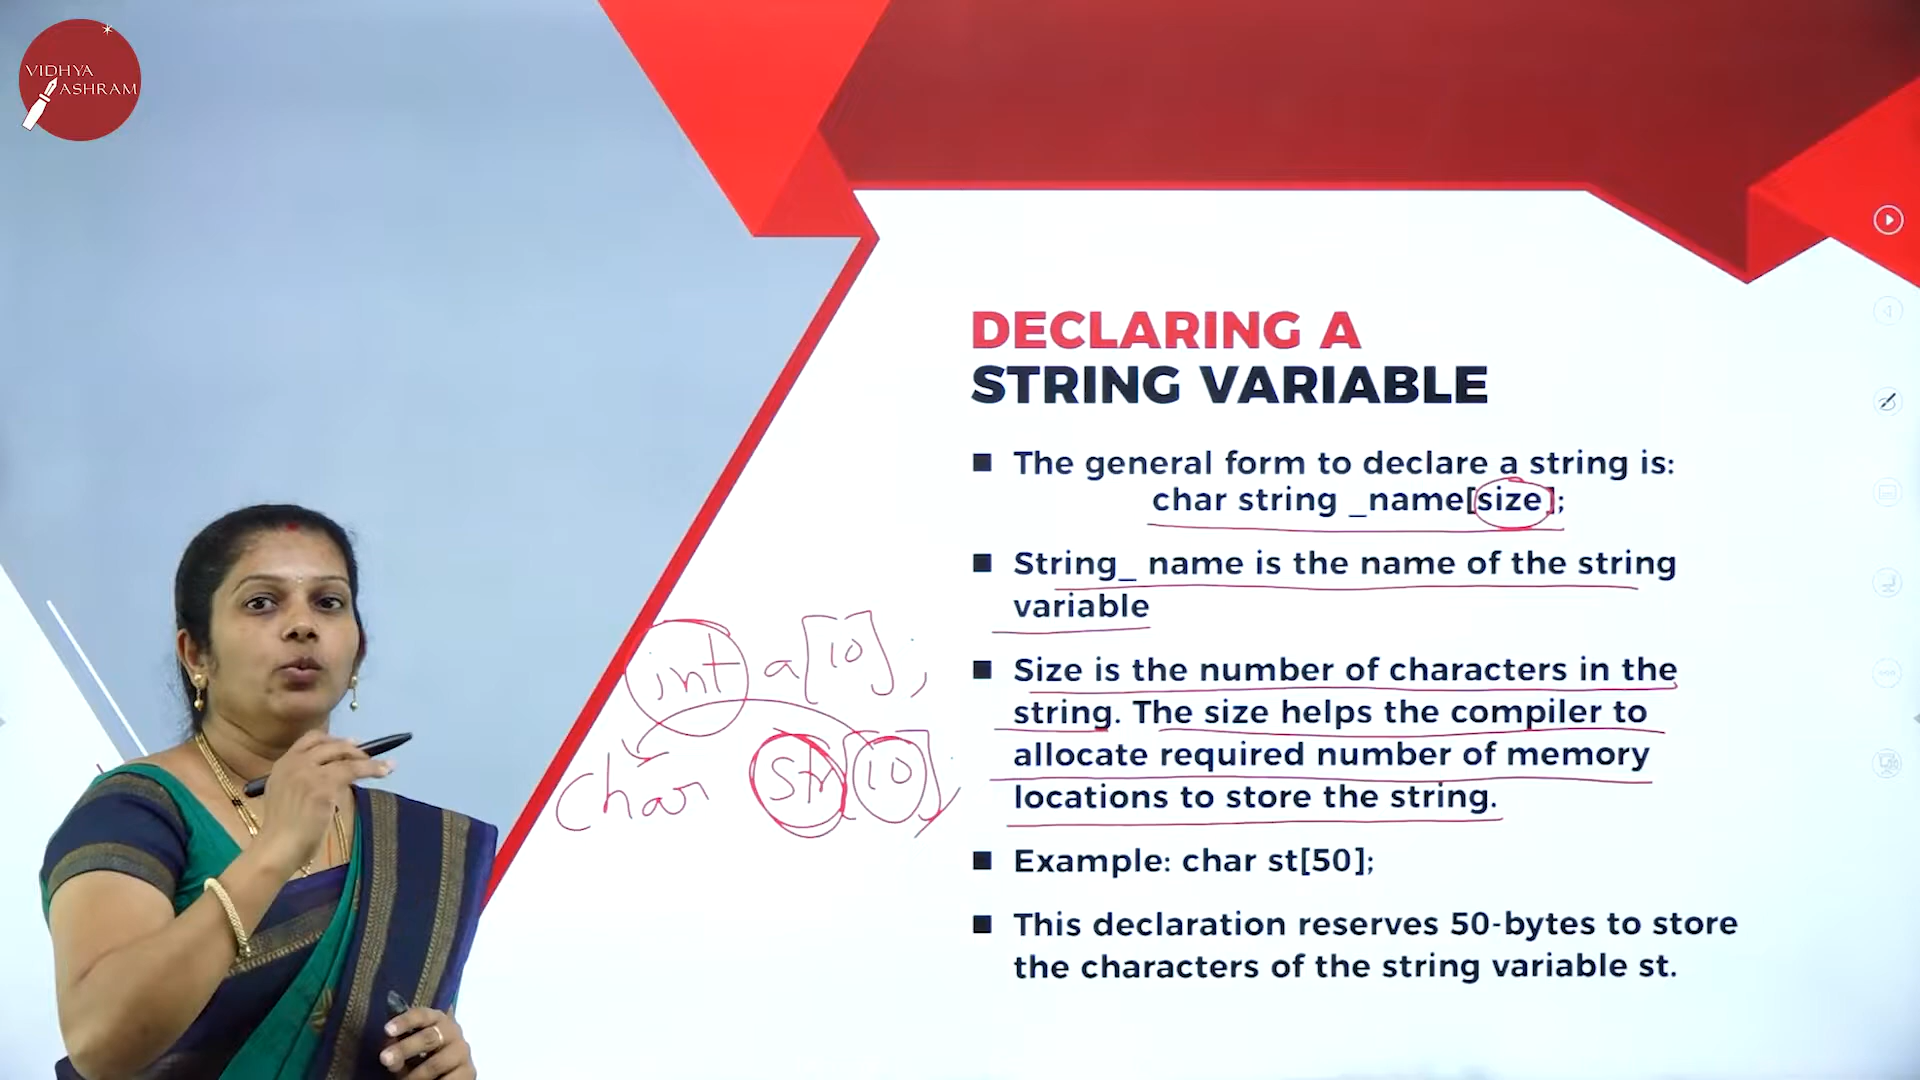 VIDHYA
ASHRAM
DECLARING A
STRING VARIABLE
■ The general form to declare a string is:
char string _name[size];
■ String_ name is the name of the string
variable
■ Size is the number of characters in the
string. The size helps the compiler to
allocate required number of memory
locations to store the string.
■ Example: char st[50];
■ This declaration reserves 50-bytes to store
the characters of the string variable st.
int a[10];
char str[10];